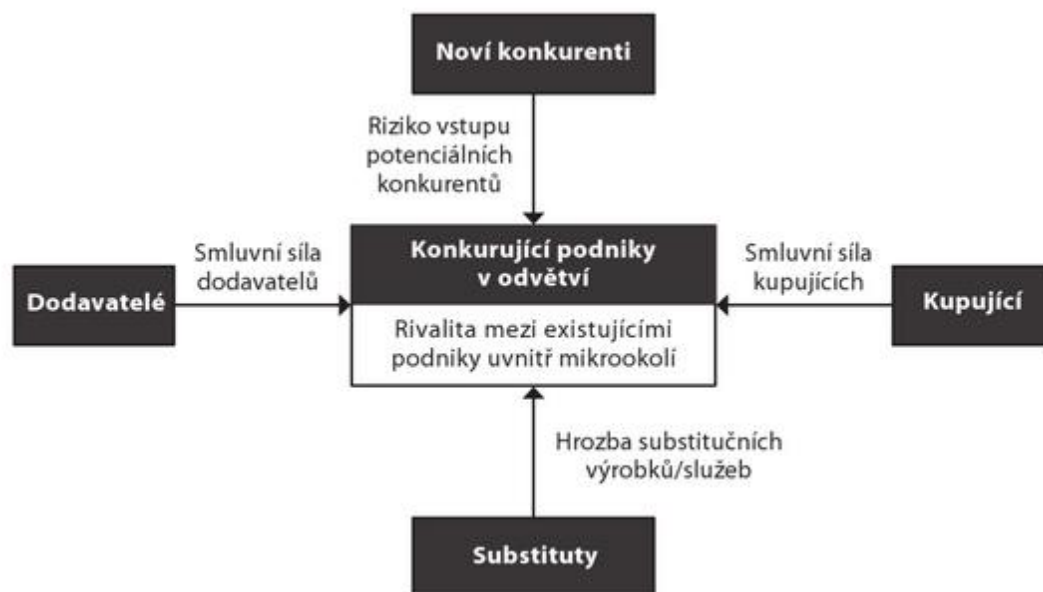 Noví konkurenti
Riziko vstupu
potenciálních
konkurentů
Smluvní síla
dodavatelů
Dodavatelé
Konkurující podniky
v odvětví
Rivalita mezi existujícími
podniky uvnitř mikrookolí
Smluvní síla
kupujících
Kupující
Hrozba substitučních
výrobků/služeb
Substituty